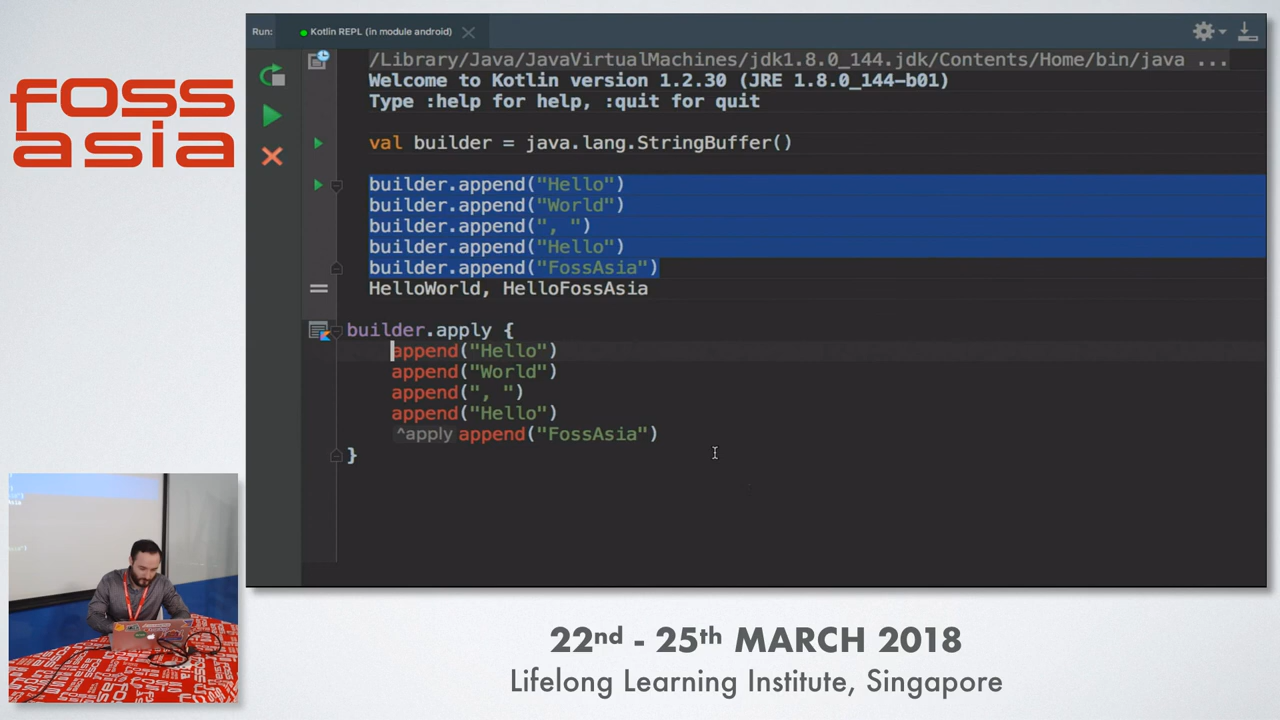 foss
asia
Run: Kotlin REPL (in module android)
/Library/Java/JavaVirtualMachines/jdk1.8.0_144.jdk/Contents/Home/bin/java ...
Welcome to Kotlin version 1.2.30 (JRE 1.8.0_144-b01)
Type :help for help, :quit for quit
val builder = java.lang.StringBuffer()
builder.append("Hello")
builder.append("World")
builder.append(", ")
builder.append("Hello")
builder.append("FossAsia")
HelloWorld, HelloFossAsia
builder.apply {
append("Hello")
append("World")
append(", ")
append("Hello")
^apply append("FossAsia")
}
22nd - 25th MARCH 2018
Lifelong Learning Institute, Singapore